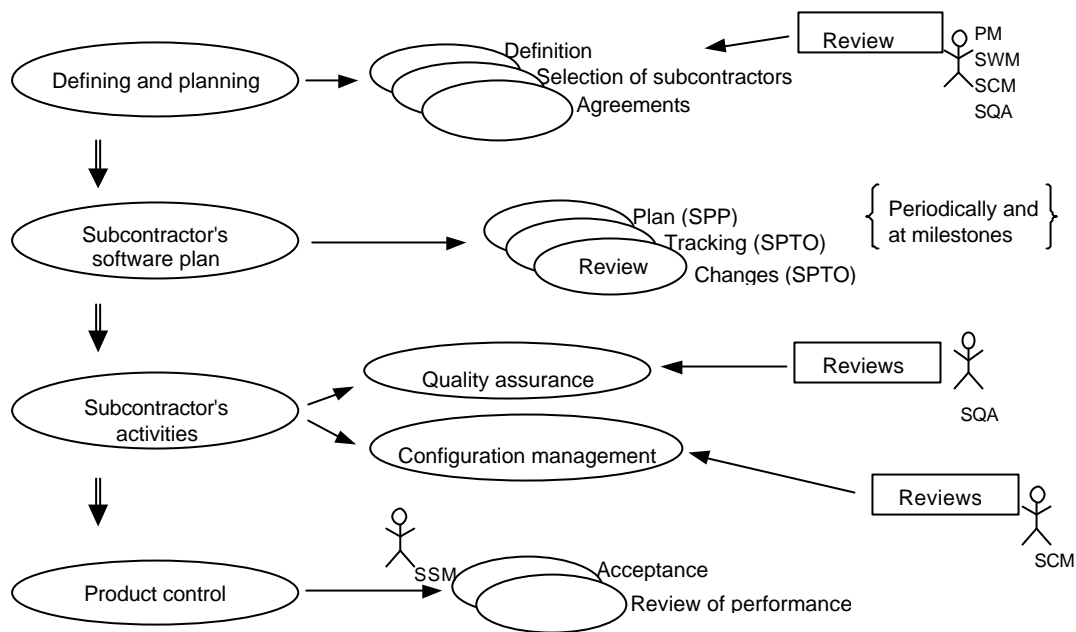 Definition
Review
PM
SWM
SCM
SQA
Defining and planning
Selection of subcontractors
Agreements
Subcontractor's
software plan
Plan (SPP)
Tracking (SPTO)
Review
Changes (SPTO)
{ Periodically and }
at milestones
Subcontractor's
activities
Quality assurance
Reviews
SQA
Configuration management
Reviews
SCM
Product control
SSM
Acceptance
Review of performance